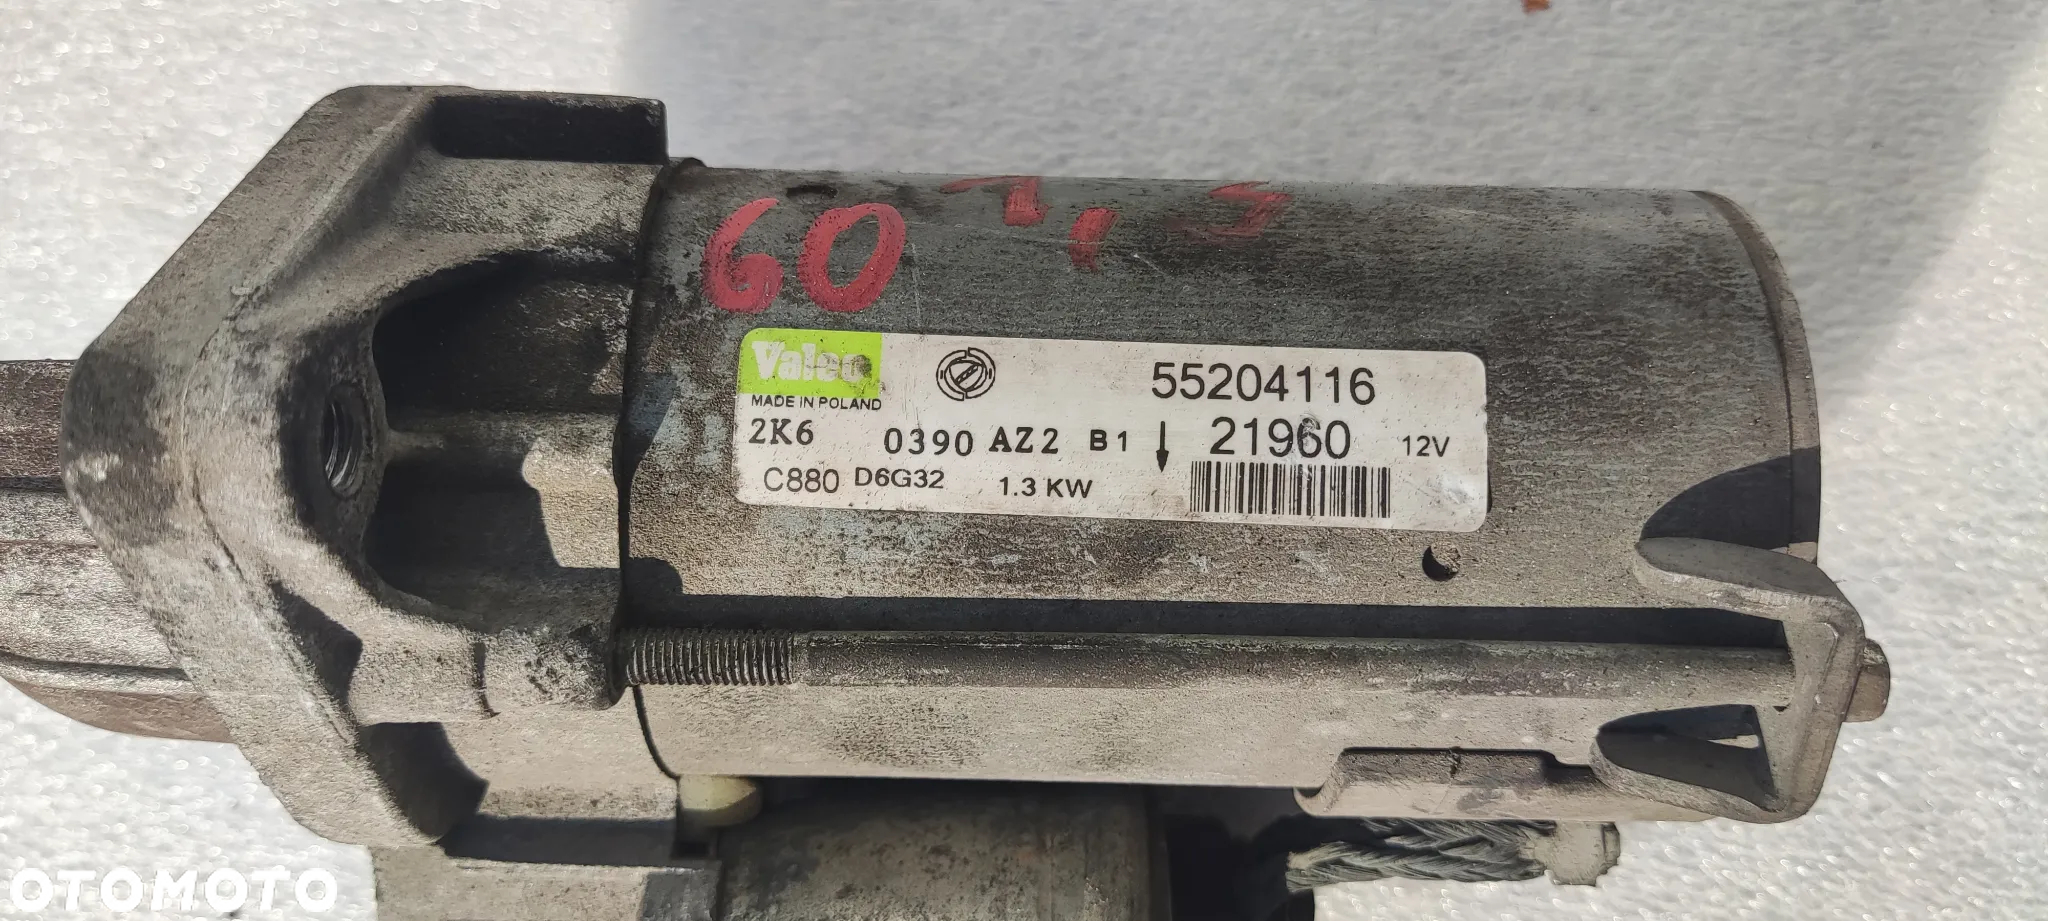 60 1,3
Valeo
MADE IN POLAND
55204116
2K6 0390 AZ2 B1 21960 12V
C880 D6G32 1.3 KW
OTOMOTO